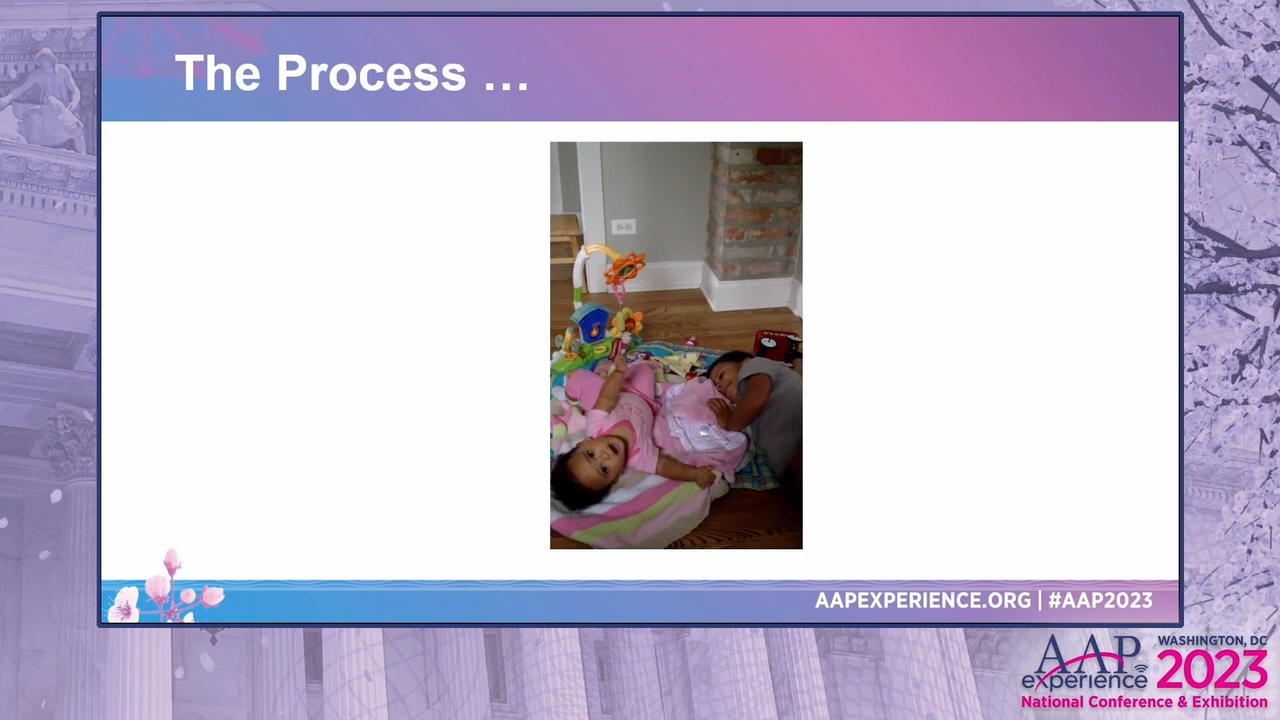 The Process …
AAPEXPERIENCE.ORG | #AAP2023
AAP
experience
WASHINGTON, DC
2023
National Conference & Exhibition